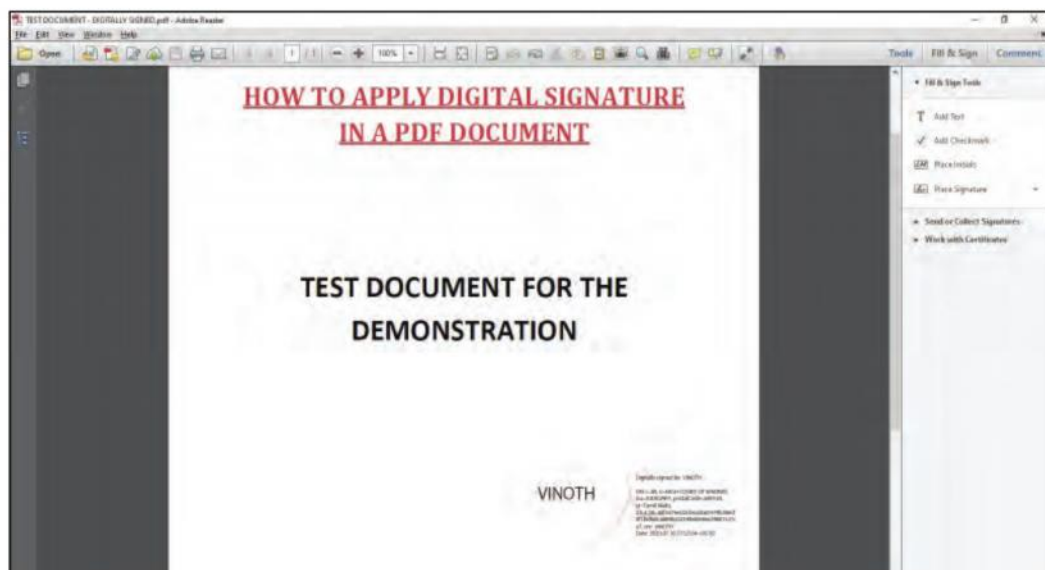 TEST DOCUMENT - DIGITALLY SIGNED.pdf - Adobe Reader
File Edit View Window Help
Open 1 / 1 100% Tools Fill & Sign Comment
HOW TO APPLY DIGITAL SIGNATURE
IN A PDF DOCUMENT
TEST DOCUMENT FOR THE
DEMONSTRATION
VINOTH
Digitally signed by VINOTH
Fill & Sign Tools
T Add Text
Add Checkmark
Place Initials
Place Signature
Send or Collect Signatures
Work with Certificates